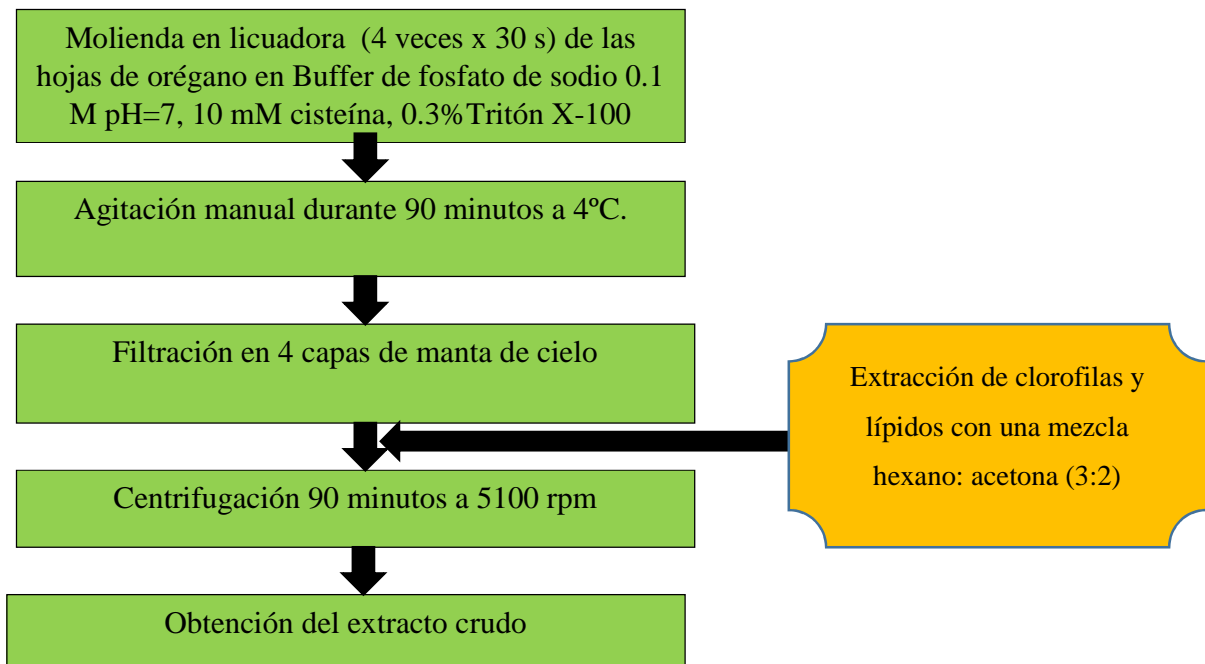 Molienda en licuadora (4 veces x 30 s) de las
hojas de orégano en Buffer de fosfato de sodio 0.1
M pH=7, 10 mM cisteína, 0.3%Tritón X-100
Agitación manual durante 90 minutos a 4ºC.
Filtración en 4 capas de manta de cielo
Extracción de clorofilas y
lípidos con una mezcla
hexano: acetona (3:2)
Centrifugación 90 minutos a 5100 rpm
Obtención del extracto crudo